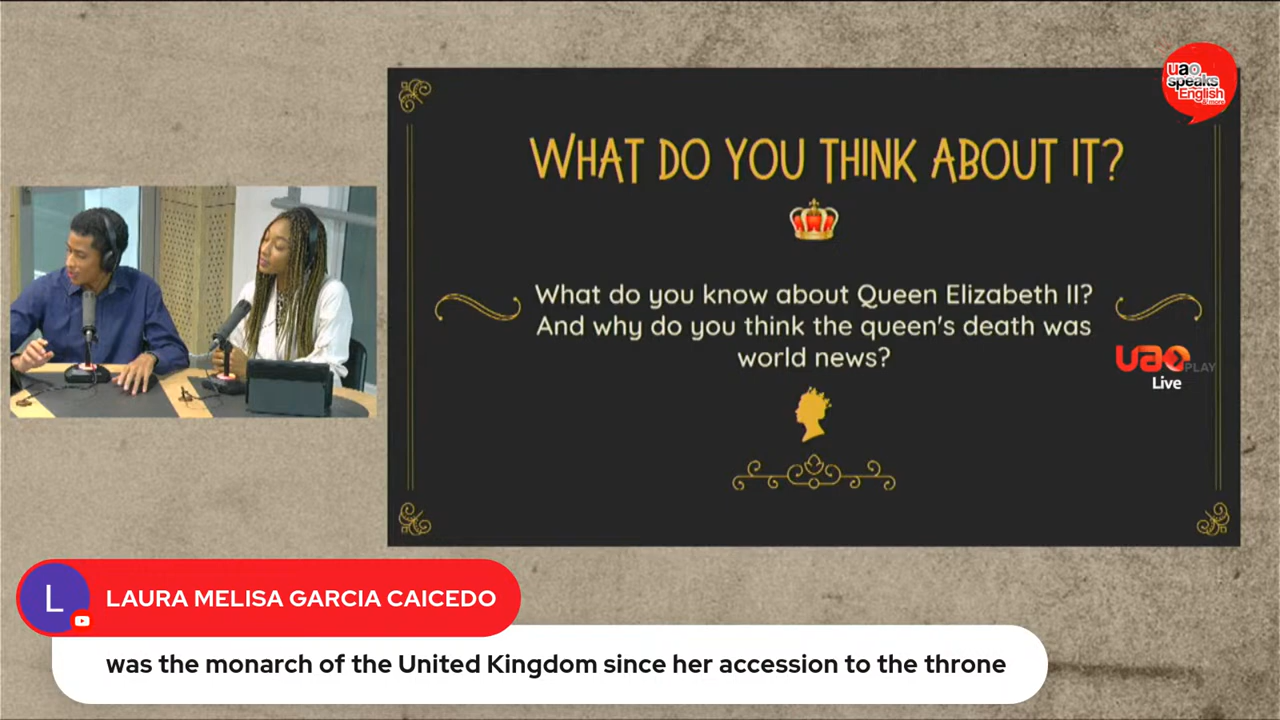 uao
speaks
English
& more
WHAT DO YOU THINK ABOUT IT?
What do you know about Queen Elizabeth II?
And why do you think the queen's death was
world news?
uao PLAY
Live
L
LAURA MELISA GARCIA CAICEDO
was the monarch of the United Kingdom since her accession to the throne